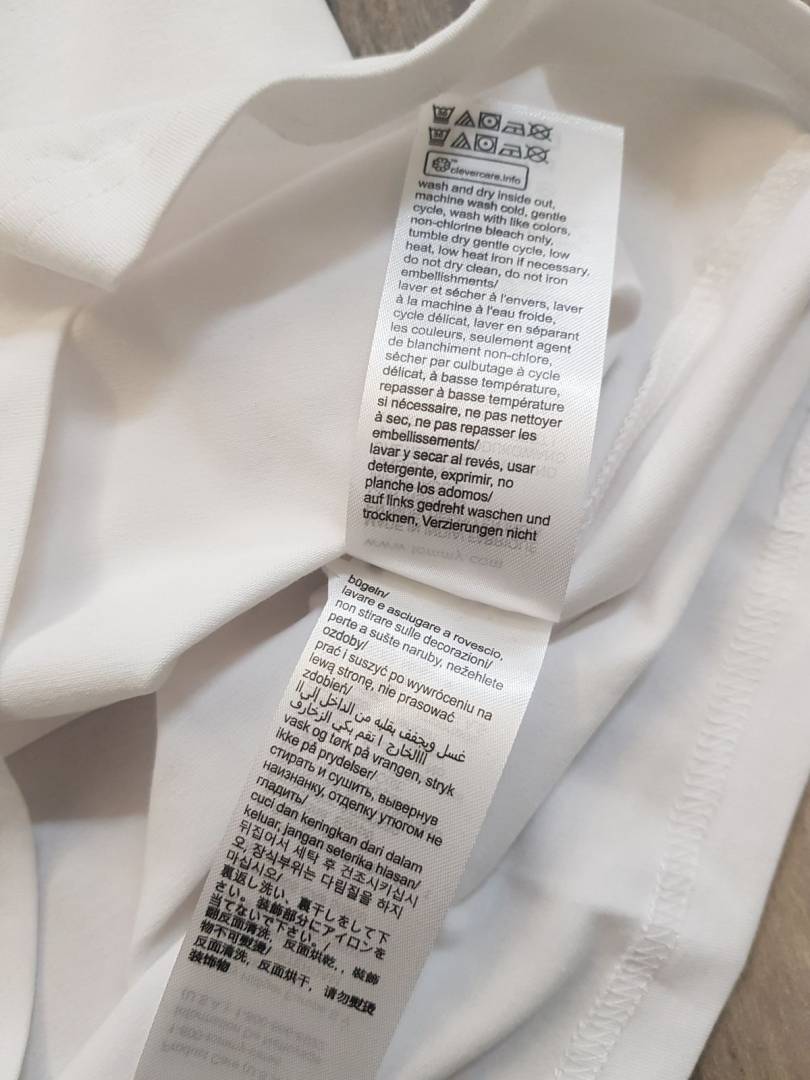 clevercare.info
wash and dry inside out,
machine wash cold, gentle
cycle, wash with like colors,
non-chlorine bleach only,
tumble dry gentle cycle, low
heat, low heat iron if necessary,
do not dry clean, do not iron
embellishments/
laver et sécher à l'envers, laver
à la machine à l'eau froide,
cycle délicat, laver en séparant
les couleurs, seulement agent
de blanchiment non-chlore,
sécher par culbutage à cycle
délicat, à basse température,
repasser à basse température
si nécessaire, ne pas nettoyer
à sec, ne pas repasser les
embellissements/
lavar y secar al revés, usar
detergente, exprimir, no
planche los adornos/
auf links gedreht waschen und
trocknen, Verzierungen nicht
www.tommy.com
bügeln/
lavare e asciugare a rovescio,
non stirare sulle decorazioni/
perte a sušte naruby, nežehlete
ozdoby/
prać i suszyć po wywróceniu na
lewą stronę, nie prasować
zdobień/
غسل ويجفف بقلبه من الداخل إلى
vask og tørk på vrangen, stryk
ikke på prydelser/
стирать и сушить, вывернув
наизнанку, отделку утюгом не
гладить/
cuci dan keringkan dari dalam
keluar, jangan seterika hiasan/
뒤집어서 세탁 후 건조시키십시
오, 장식부위는 다림질을 하지
마십시오/
裏返し洗い、裏干しをして下
さい。装飾部分にアイロンを
当てないで下さい。/
翻反面清洗, 反面烘乾,, 裝飾
物不可熨燙/
反面清洗, 反面烘干, 请勿熨烫
装饰物